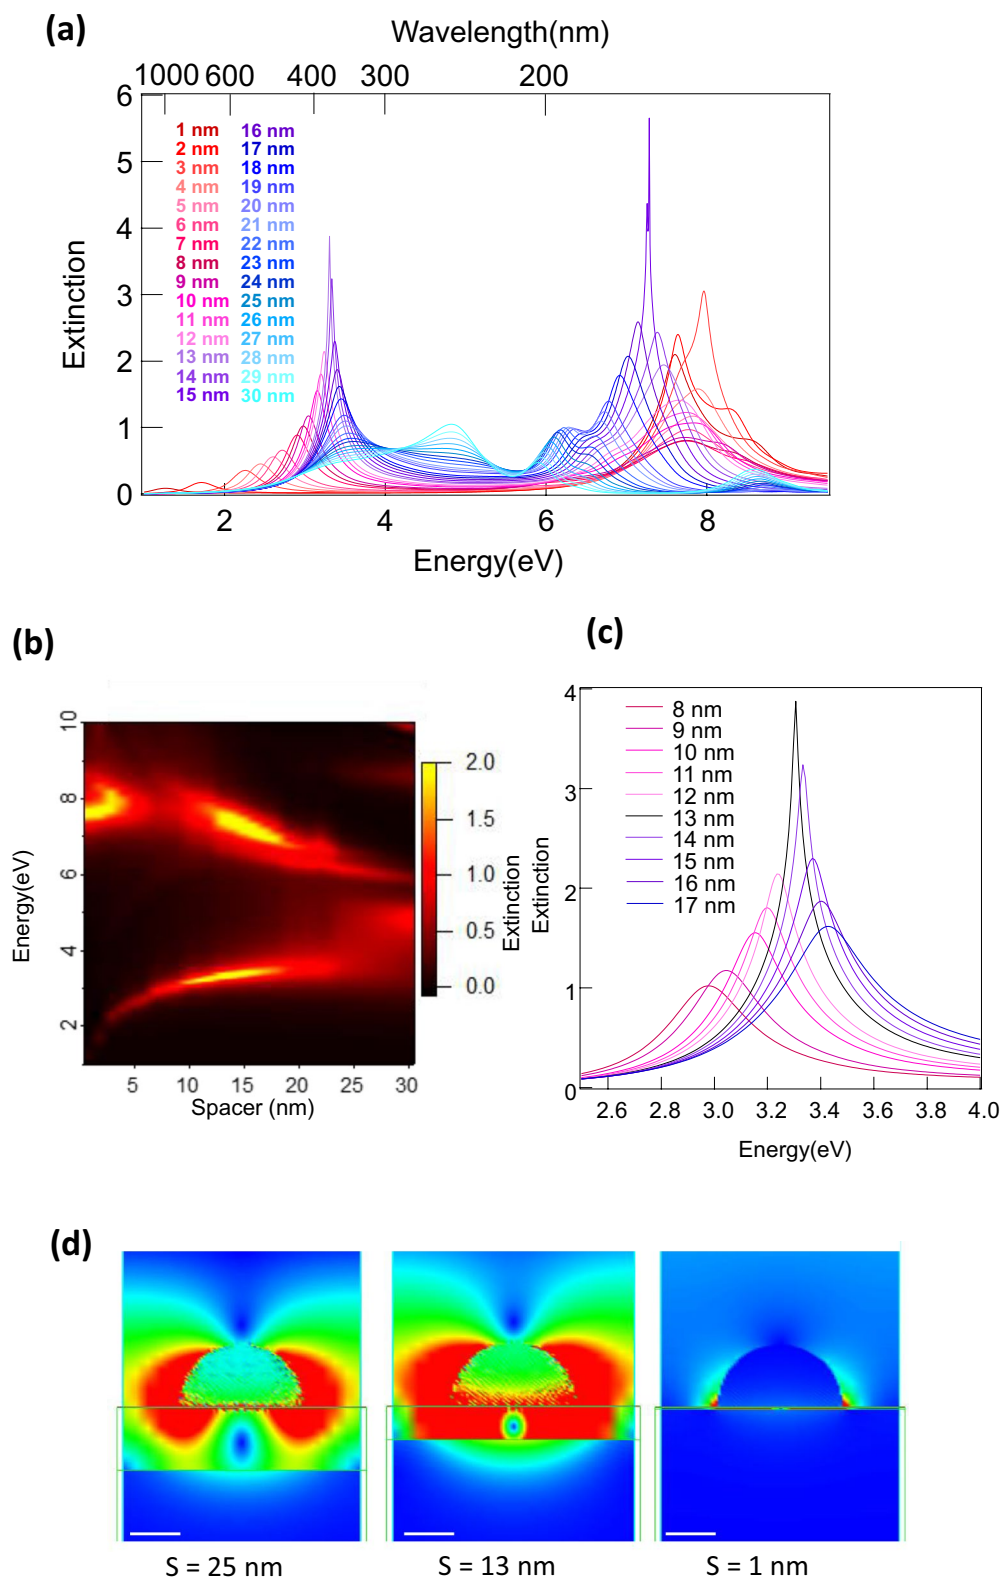 (a)
Wavelength(nm)
1000 600 400 300 200
6
5
4
3
2
1
0
Extinction
1 nm 16 nm
2 nm 17 nm
3 nm 18 nm
4 nm 19 nm
5 nm 20 nm
6 nm 21 nm
7 nm 22 nm
8 nm 23 nm
9 nm 24 nm
10 nm 25 nm
11 nm 26 nm
12 nm 27 nm
13 nm 28 nm
14 nm 29 nm
15 nm 30 nm
2 4 6 8
Energy(eV)
(b)
10
8
6
4
2
Energy(eV)
5 10 15 20 25 30
Spacer (nm)
2.0
1.5
1.0
0.5
0.0
Extinction
(c)
4
3
2
1
0
Extinction
8 nm
9 nm
10 nm
11 nm
12 nm
13 nm
14 nm
15 nm
16 nm
17 nm
2.6 2.8 3.0 3.2 3.4 3.6 3.8 4.0
Energy(eV)
(d)
S = 25 nm
S = 13 nm
S = 1 nm